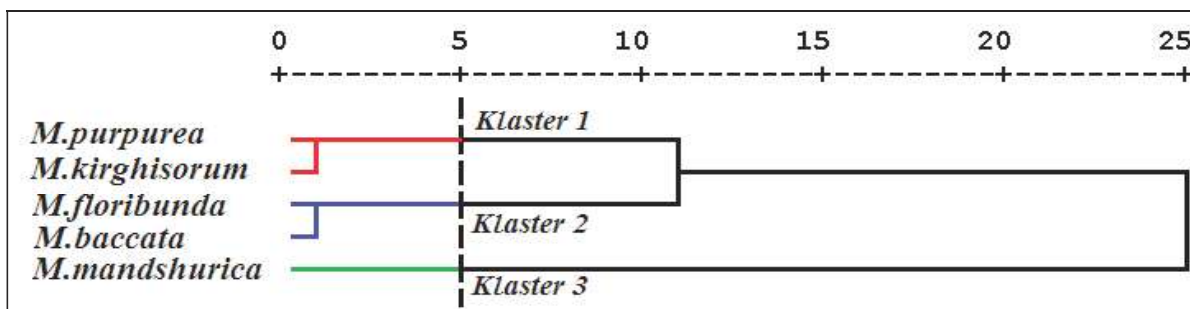 0 5 10 15 20 25
Klaster 1
M.purpurea
M.kirghisorum
M.floribunda
Klaster 2
M.baccata
M.mandshurica
Klaster 3